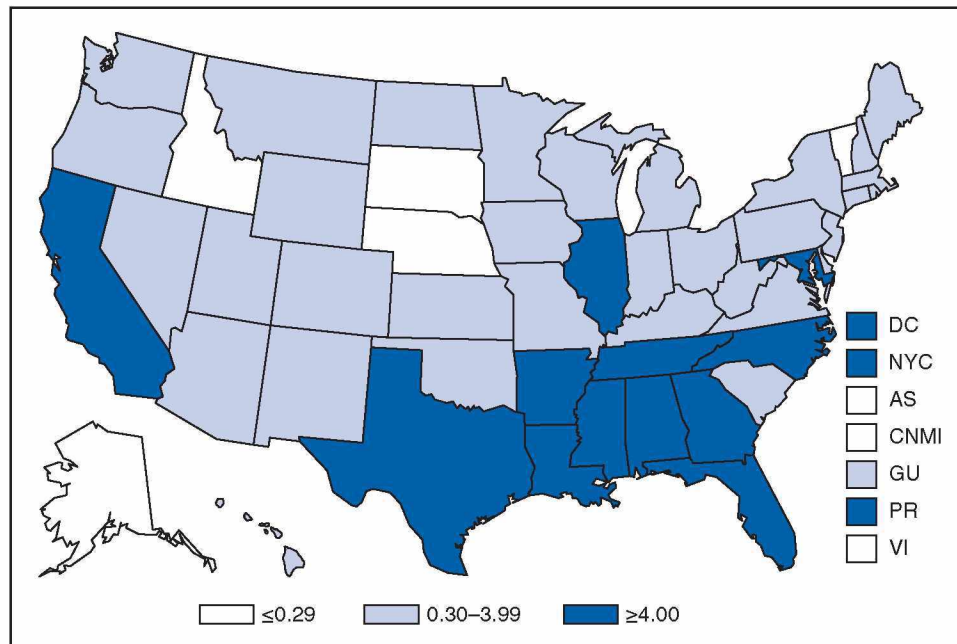 DC
NYC
AS
CNMI
GU
PR
VI
≤0.29 0.30–3.99 ≥4.00